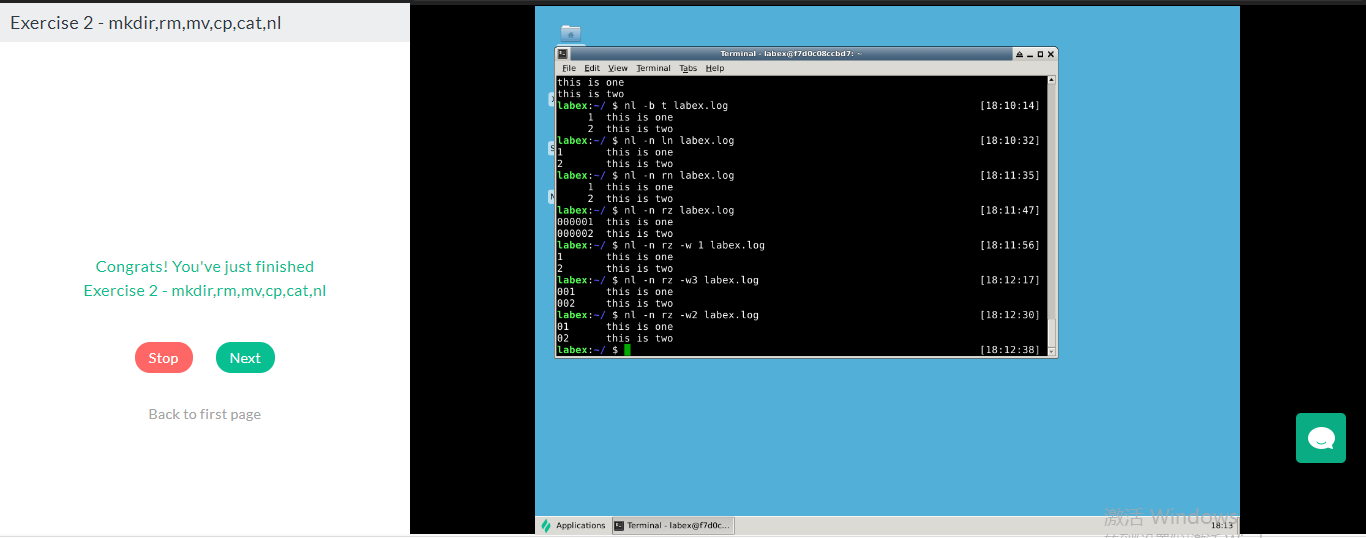 Exercise 2 - mkdir,rm,mv,cp,cat,nl
Congrats! You've just finished
Exercise 2 - mkdir,rm,mv,cp,cat,nl
Stop
Next
Back to first page
Terminal - labex@f7d0c08ccbd7: ~
File Edit View Terminal Tabs Help
this is one
this is two
labex:~/ $ nl -b t labex.log [18:10:14]
1 this is one
2 this is two
labex:~/ $ nl -n ln labex.log [18:10:32]
1 this is one
2 this is two
labex:~/ $ nl -n rn labex.log [18:11:35]
1 this is one
2 this is two
labex:~/ $ nl -n rz labex.log [18:11:47]
000001 this is one
000002 this is two
labex:~/ $ nl -n rz -w 1 labex.log [18:11:56]
1 this is one
2 this is two
labex:~/ $ nl -n rz -w3 labex.log [18:12:17]
001 this is one
002 this is two
labex:~/ $ nl -n rz -w2 labex.log [18:12:30]
01 this is one
02 this is two
labex:~/ $ [18:12:38]
Applications
Terminal - labex@f7d0c...
激活 Windows
18:13